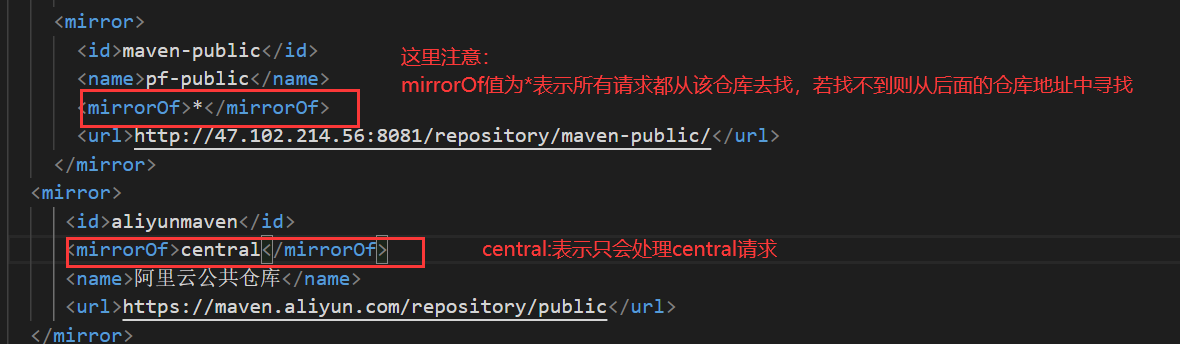 <mirror>
<id>maven-public</id>
这里注意：
<name>pf-public</name>
mirrorOf值为*表示所有请求都从该仓库去找，若找不到则从后面的仓库地址中寻找
<mirrorOf>*</mirrorOf>
<url>http://47.102.214.56:8081/repository/maven-public/</url>
</mirror>
<mirror>
<id>aliyunmaven</id>
<mirrorOf>central</mirrorOf>
central:表示只会处理central请求
<name>阿里云公共仓库</name>
<url>https://maven.aliyun.com/repository/public</url>
</mirror>